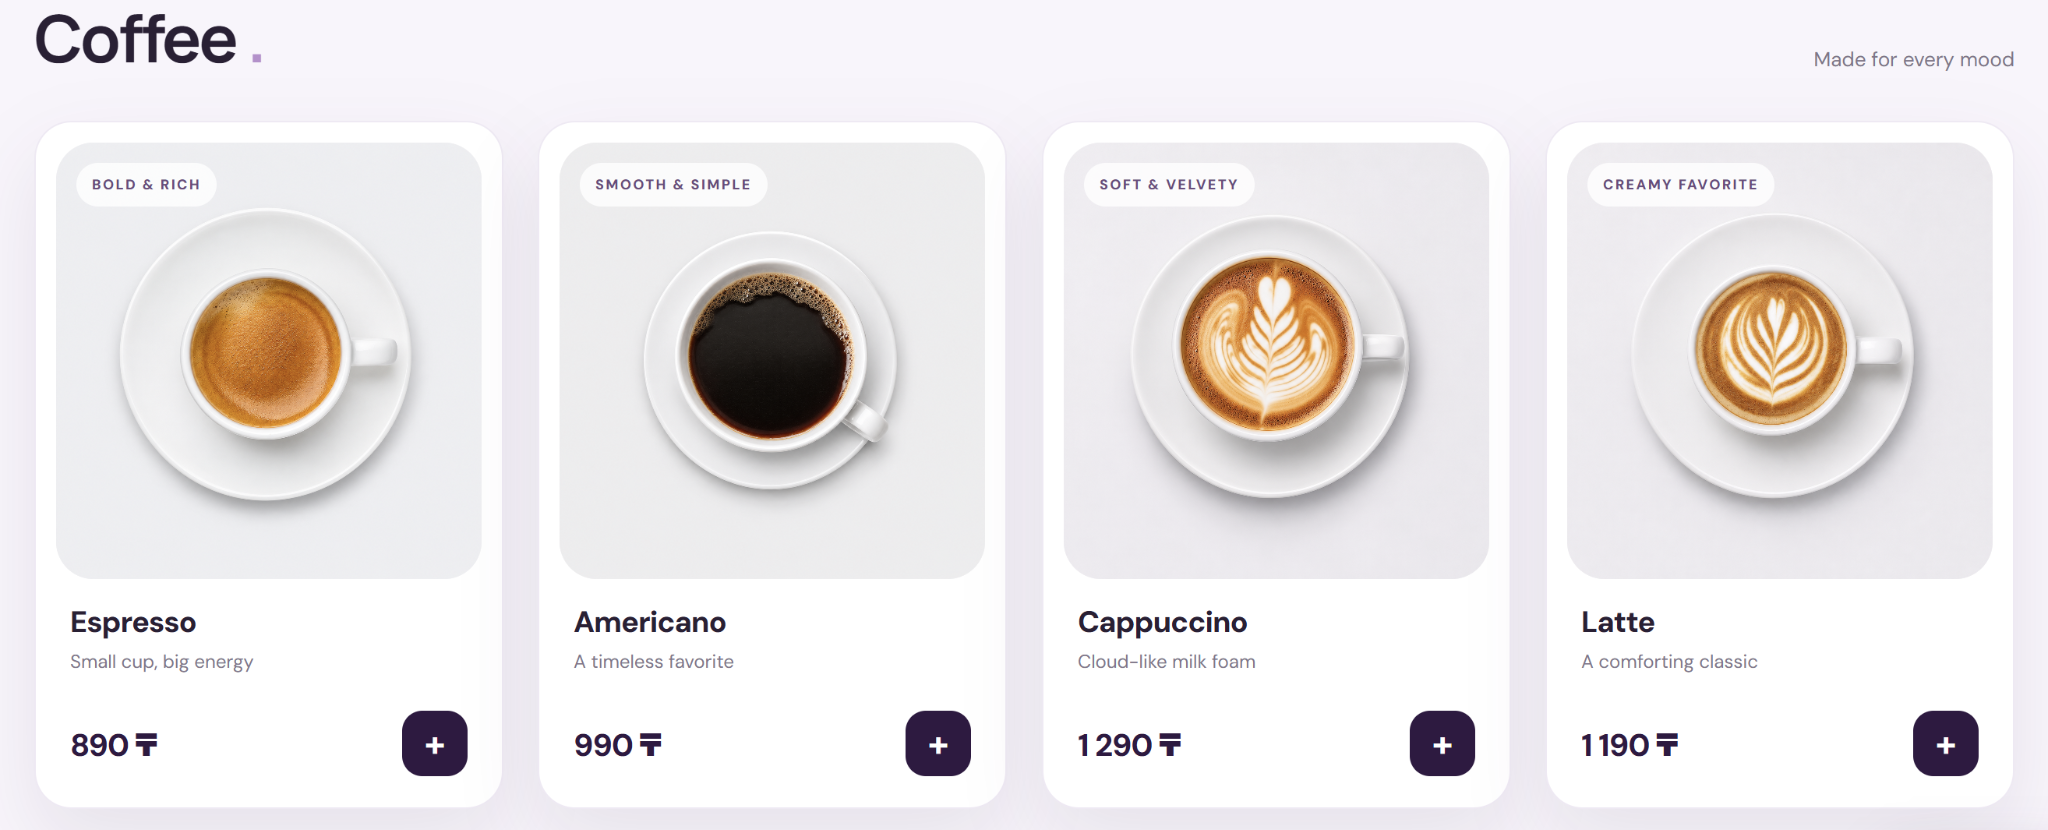 Coffee .
Made for every mood
BOLD & RICH
Espresso
Small cup, big energy
890 ₸
+
SMOOTH & SIMPLE
Americano
A timeless favorite
990 ₸
+
SOFT & VELVETY
Cappuccino
Cloud-like milk foam
1 290 ₸
+
CREAMY FAVORITE
Latte
A comforting classic
1 190 ₸
+